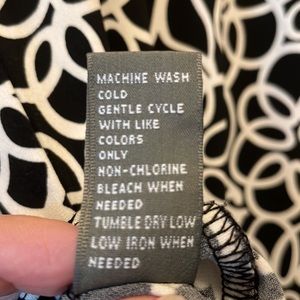 MACHINE WASH
COLD
GENTLE CYCLE
WITH LIKE
COLORS
ONLY
NON-CHLORINE
BLEACH WHEN
NEEDED
TUMBLE DRY LOW
LOW IRON WHEN
NEEDED